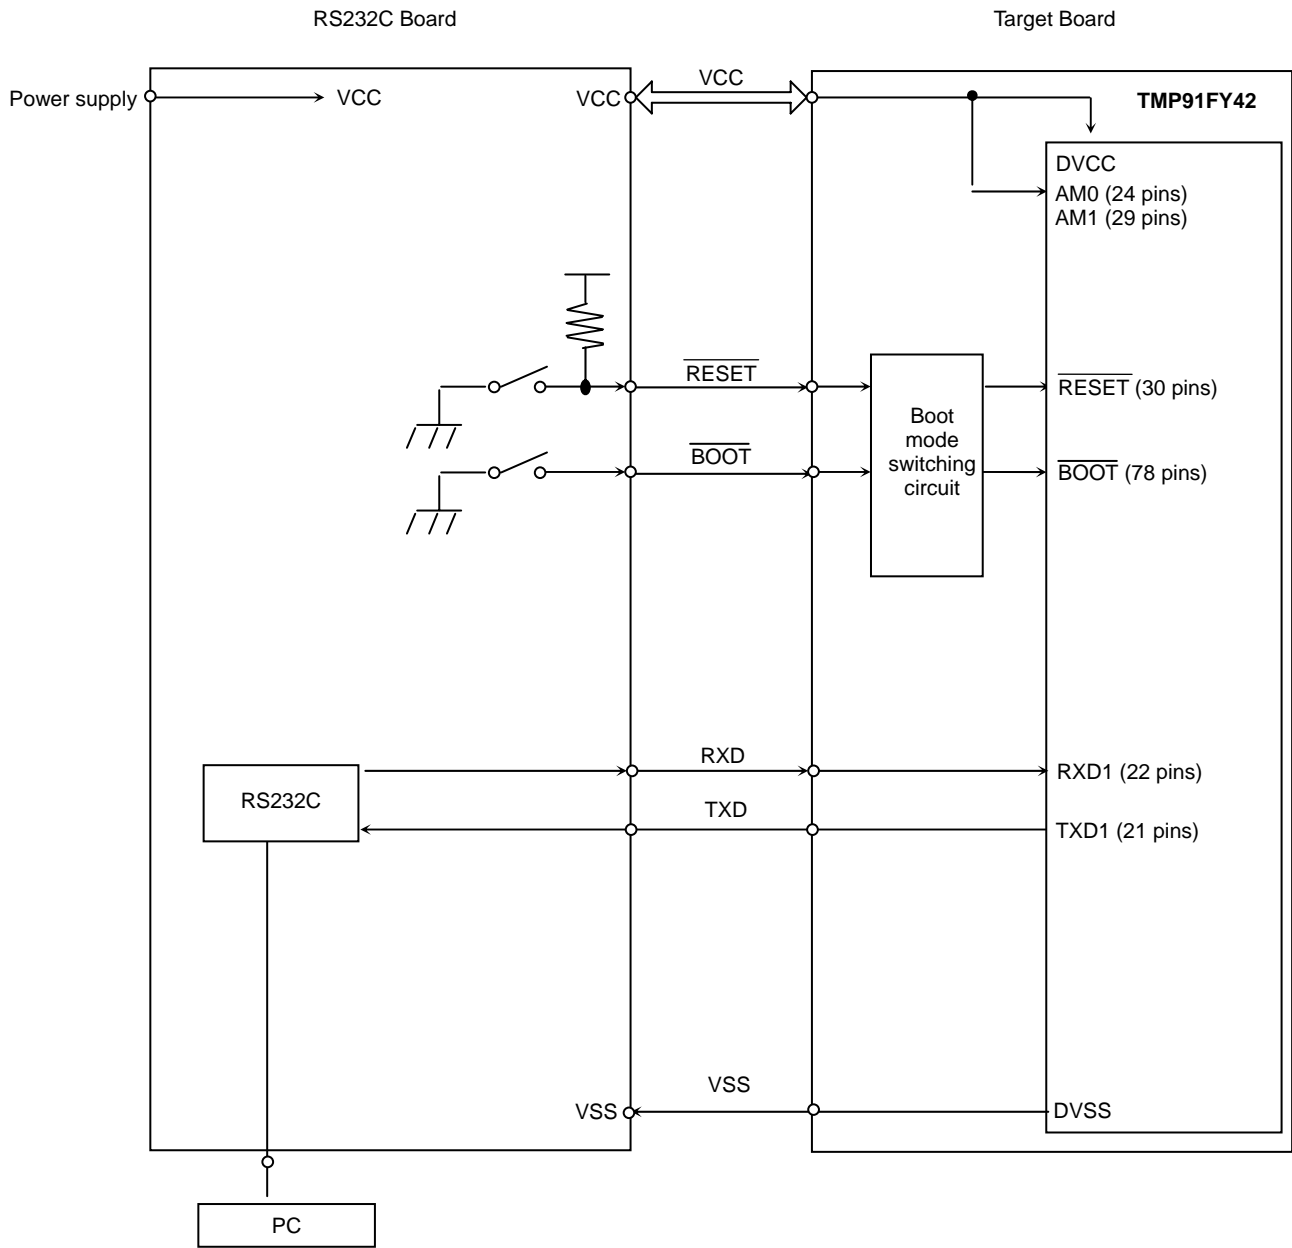 RS232C Board
Target Board
Power supply
VCC
VCC
VCC
TMP91FY42
DVCC
AM0 (24 pins)
AM1 (29 pins)
RESET
RESET (30 pins)
Boot
mode
switching
circuit
BOOT
BOOT (78 pins)
RXD
RXD1 (22 pins)
RS232C
TXD
TXD1 (21 pins)
VSS
VSS
DVSS
PC